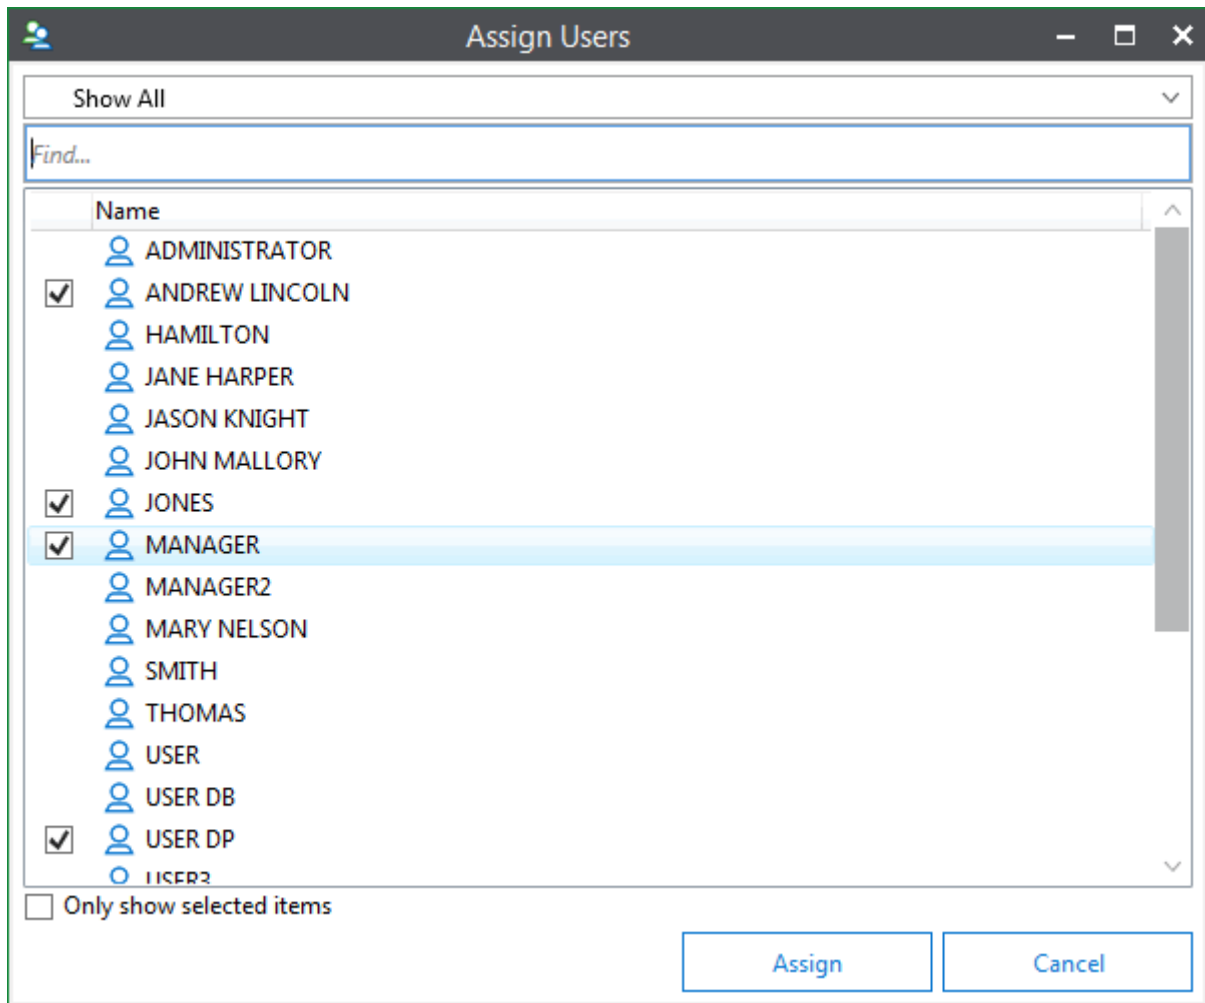 Assign Users
Show All
Find...
Name
ADMINISTRATOR
ANDREW LINCOLN
HAMILTON
JANE HARPER
JASON KNIGHT
JOHN MALLORY
JONES
MANAGER
MANAGER2
MARY NELSON
SMITH
THOMAS
USER
USER DB
USER DP
USER3
Only show selected items
Assign Cancel